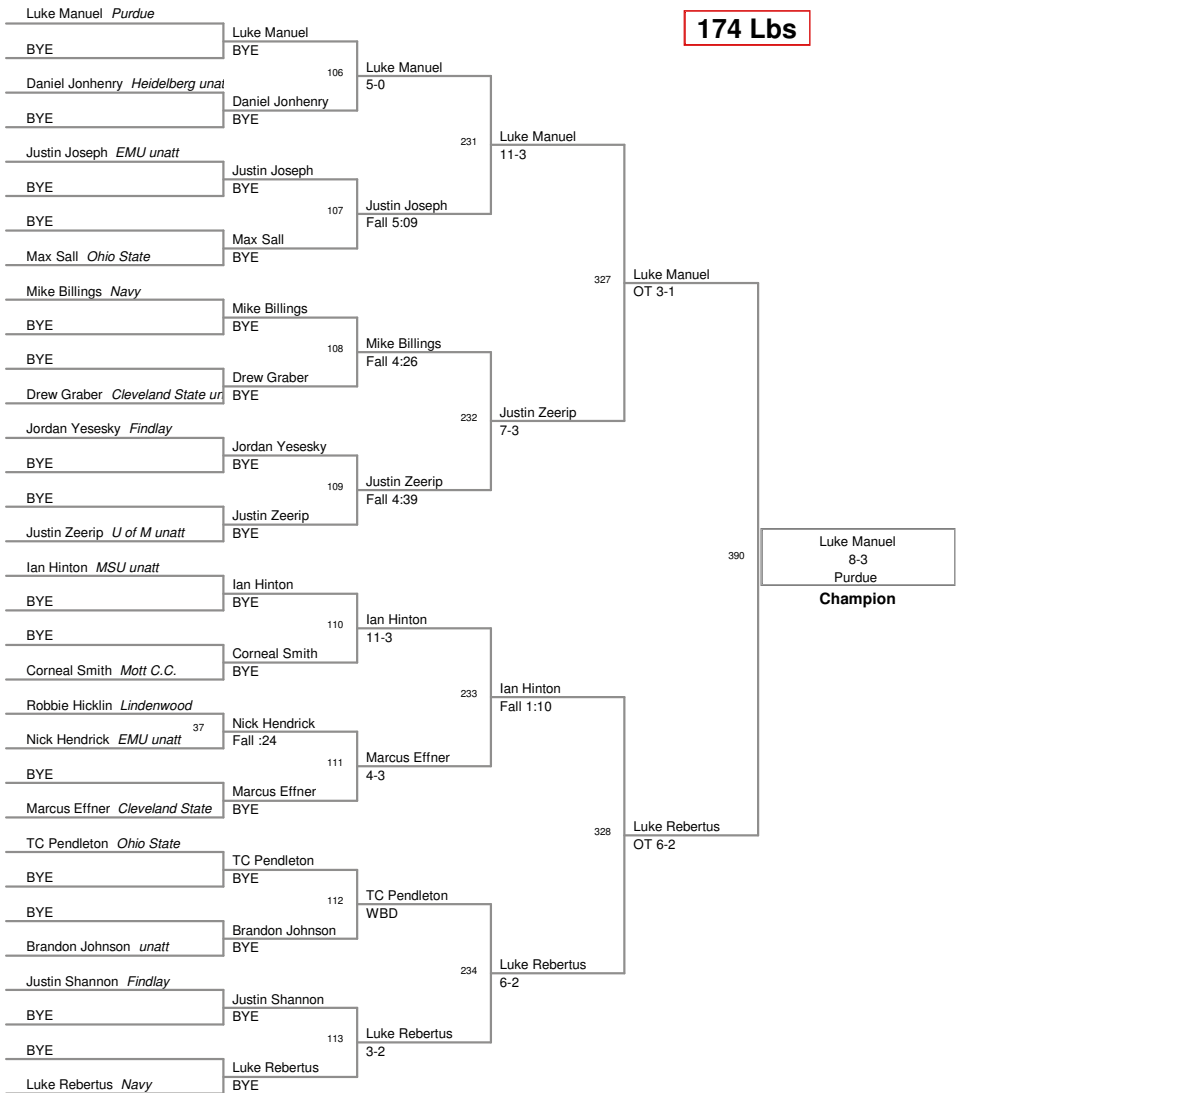 174 Lbs
Luke Manuel Purdue
BYE
Daniel Jonhenry Heidelberg unat
BYE
Justin Joseph EMU unatt
BYE
BYE
Max Sall Ohio State
Mike Billings Navy
BYE
BYE
Drew Graber Cleveland State un
Jordan Yesesky Findlay
BYE
BYE
Justin Zeerip U of M unatt
Ian Hinton MSU unatt
BYE
BYE
Corneal Smith Mott C.C.
Robbie Hicklin Lindenwood
37
Nick Hendrick EMU unatt
BYE
Marcus Effner Cleveland State
TC Pendleton Ohio State
BYE
BYE
Brandon Johnson unatt
Justin Shannon Findlay
BYE
BYE
Luke Rebertus Navy
Luke Manuel
BYE
106
Daniel Jonhenry
BYE
Justin Joseph
BYE
107
Max Sall
BYE
Mike Billings
BYE
108
Drew Graber
BYE
Jordan Yesesky
BYE
109
Justin Zeerip
BYE
Ian Hinton
BYE
110
Corneal Smith
BYE
Nick Hendrick
Fall :24
111
Marcus Effner
BYE
TC Pendleton
BYE
112
Brandon Johnson
BYE
Justin Shannon
BYE
113
Luke Rebertus
BYE
Luke Manuel
5-0
231
Justin Joseph
Fall 5:09
Mike Billings
Fall 4:26
232
Justin Zeerip
Fall 4:39
Ian Hinton
11-3
233
Marcus Effner
4-3
TC Pendleton
WBD
234
Luke Rebertus
3-2
Luke Manuel
11-3
327
Justin Zeerip
7-3
Ian Hinton
Fall 1:10
328
Luke Rebertus
6-2
Luke Manuel
OT 3-1
390
Luke Rebertus
OT 6-2
Luke Manuel
8-3
Purdue
Champion